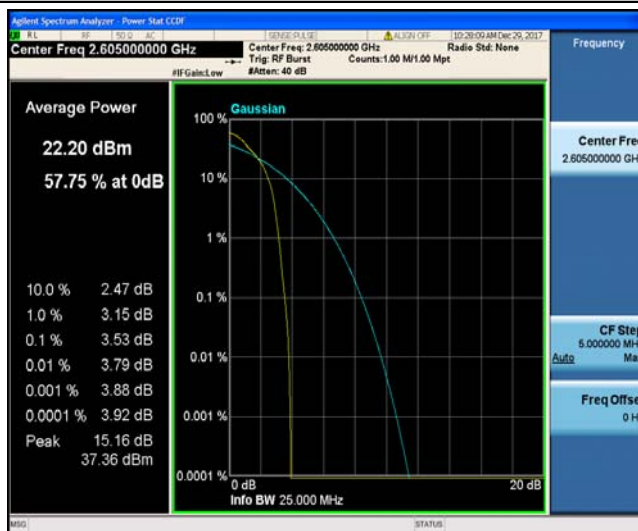 Agilent Spectrum Analyzer - Power Stat CCDF
RL RF 50 Ω AC SENSE:PULSE ALIGN OFF 10:28:09 AM Dec 29, 2017
Center Freq 2.605000000 GHz
Center Freq: 2.605000000 GHz Radio Std: None
Trig: RF Burst Counts:1.00 M/1.00 Mpt
#IFGain:Low #Atten: 40 dB
Frequency
Average Power
22.20 dBm
57.75 % at 0dB
10.0 % 2.47 dB
1.0 % 3.15 dB
0.1 % 3.53 dB
0.01 % 3.79 dB
0.001 % 3.88 dB
0.0001 % 3.92 dB
Peak 15.16 dB
37.36 dBm
Gaussian
100 %
10 %
1 %
0.1 %
0.01 %
0.001 %
0.0001 %
0 dB 20 dB
Info BW 25.000 MHz
Center Fre
2.605000000 GH
CF Ste
5.000000 MH
Auto Ma
Freq Offse
0 H
MSG STATUS